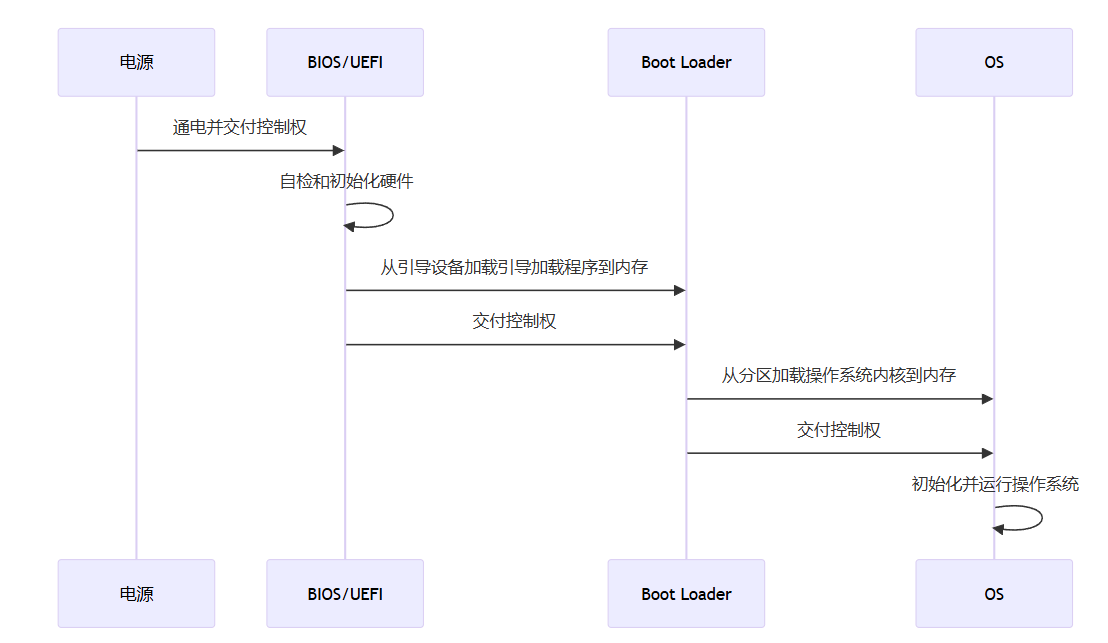 电源
BIOS/UEFI
Boot Loader
OS
通电并交付控制权
自检和初始化硬件
从引导设备加载引导加载程序到内存
交付控制权
从分区加载操作系统内核到内存
交付控制权
初始化并运行操作系统
电源
BIOS/UEFI
Boot Loader
OS